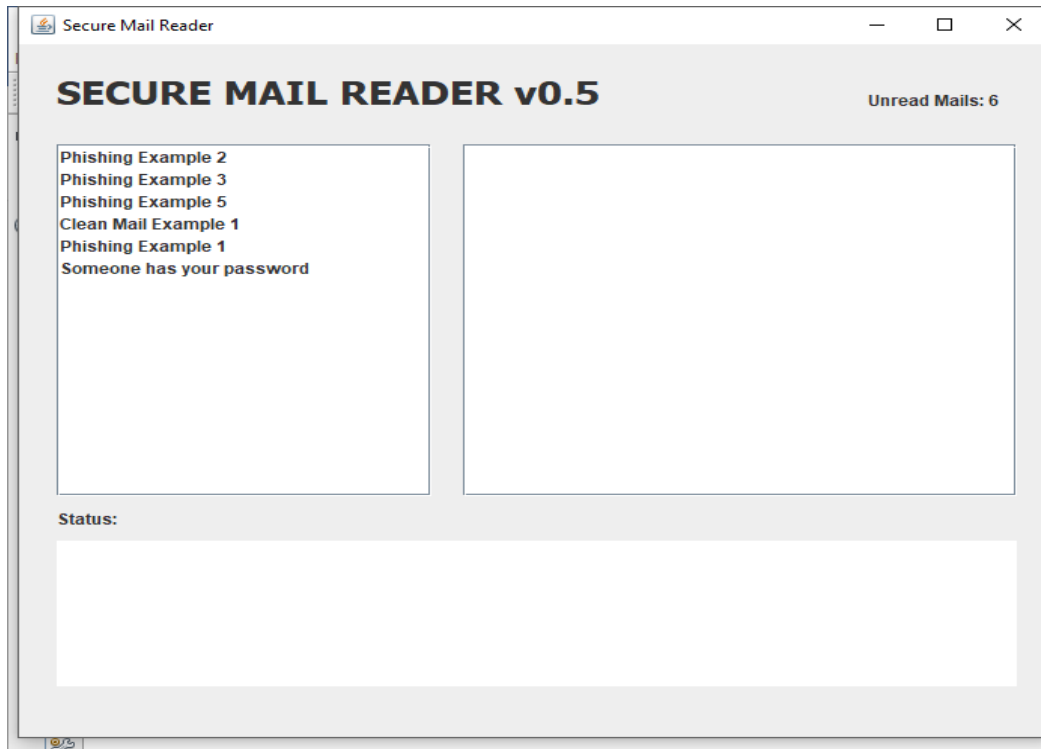 Secure Mail Reader
SECURE MAIL READER v0.5
Unread Mails: 6
Phishing Example 2
Phishing Example 3
Phishing Example 5
Clean Mail Example 1
Phishing Example 1
Someone has your password
Status: